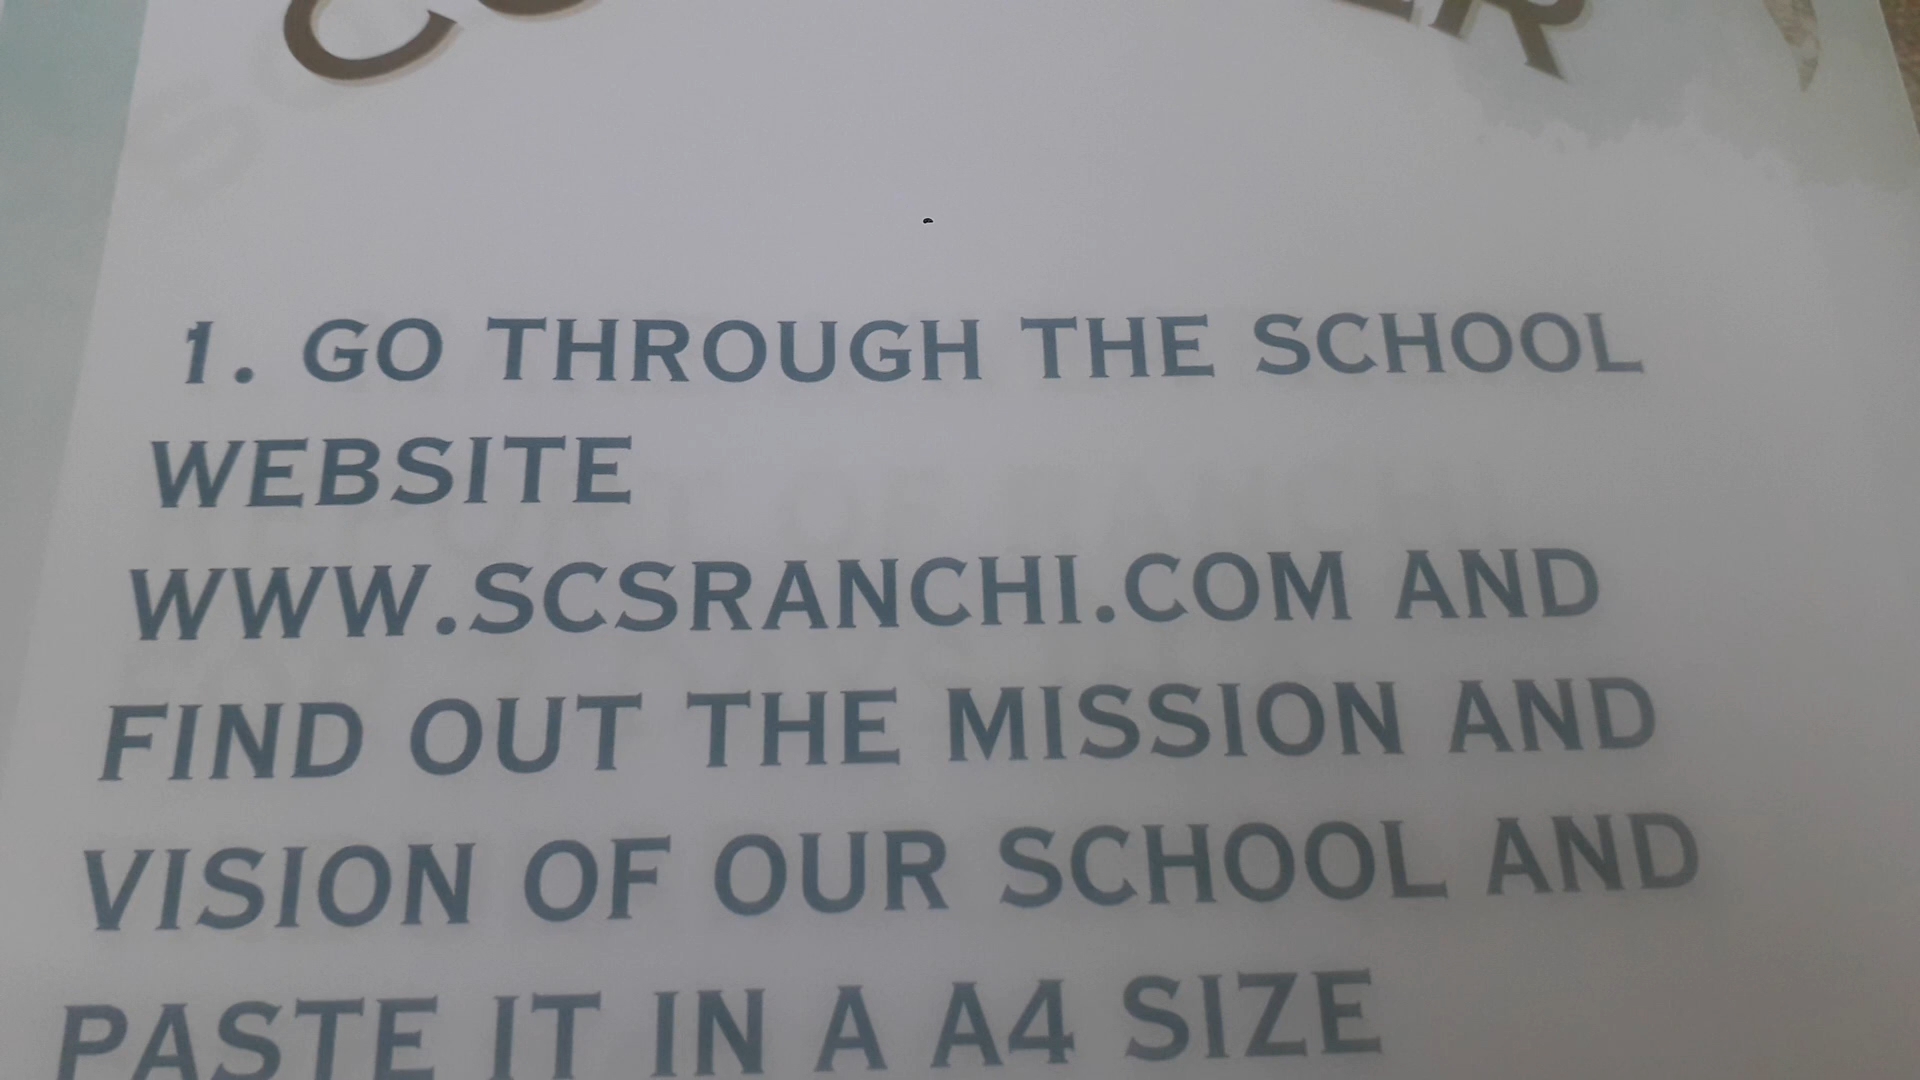 1. GO THROUGH THE SCHOOL
WEBSITE
WWW.SCSRANCHI.COM AND
FIND OUT THE MISSION AND
VISION OF OUR SCHOOL AND
PASTE IT IN A A4 SIZE